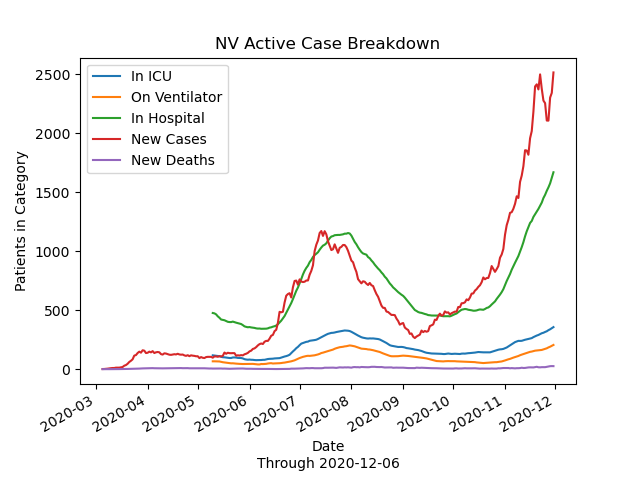 NV Active Case Breakdown
In ICU
On Ventilator
In Hospital
New Cases
New Deaths
Patients in Category
2500
2000
1500
1000
500
0
2020-03
2020-04
2020-05
2020-06
2020-07
2020-08
2020-09
2020-10
2020-11
2020-12
Date
Through 2020-12-06